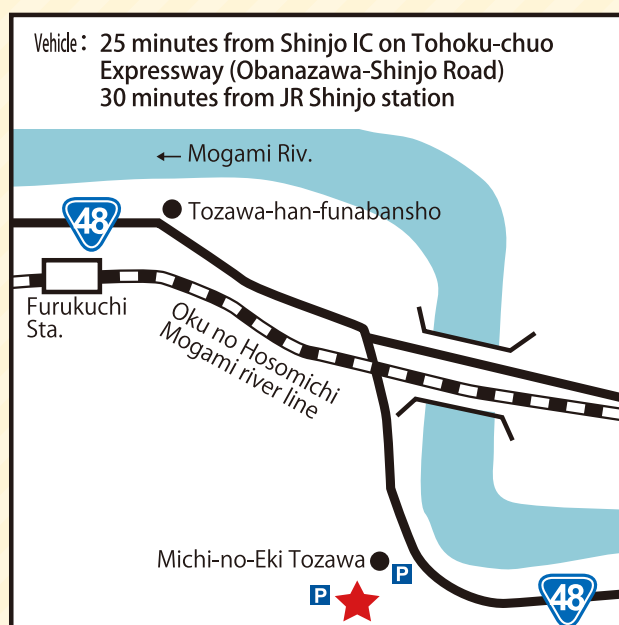 Vehicle : 25 minutes from Shinjo IC on Tohoku-chuo
Expressway (Obanazawa-Shinjo Road)
30 minutes from JR Shinjo station
← Mogami Riv.
48
Tozawa-han-funabansho
Furukuchi
Sta.
Oku no Hosomichi
Mogami river line
Michi-no-Eki Tozawa
P
P
48